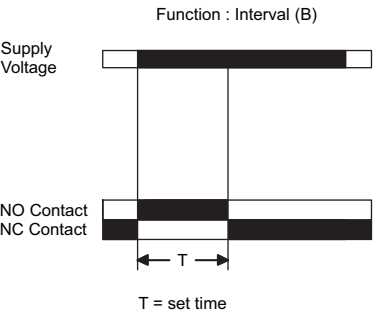 Function : Interval (B)
Supply
Voltage
NO Contact
NC Contact
T
T = set time